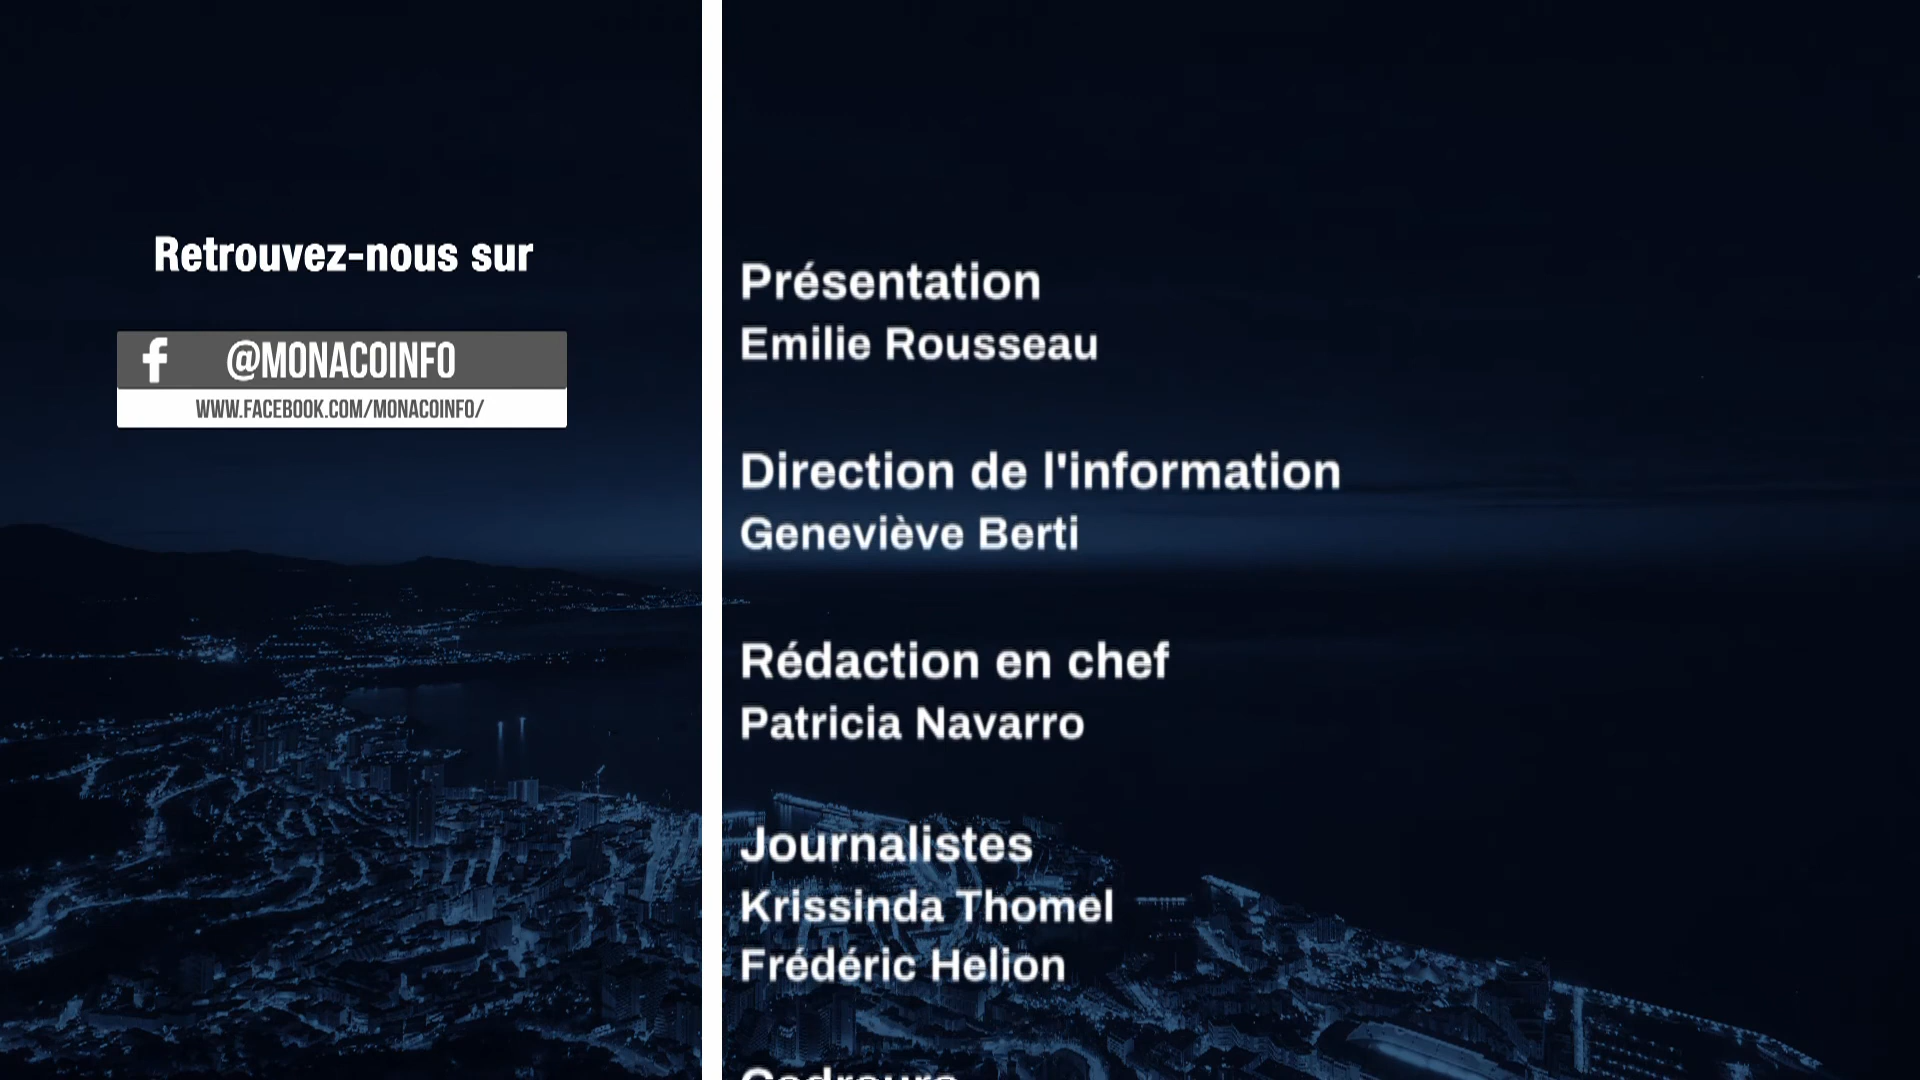 Retrouvez-nous sur
@MONACOINFO
WWW.FACEBOOK.COM/MONACOINFO/
Présentation
Emilie Rousseau
Direction de l'information
Geneviève Berti
Rédaction en chef
Patricia Navarro
Journalistes
Krissinda Thomel
Frédéric Helion